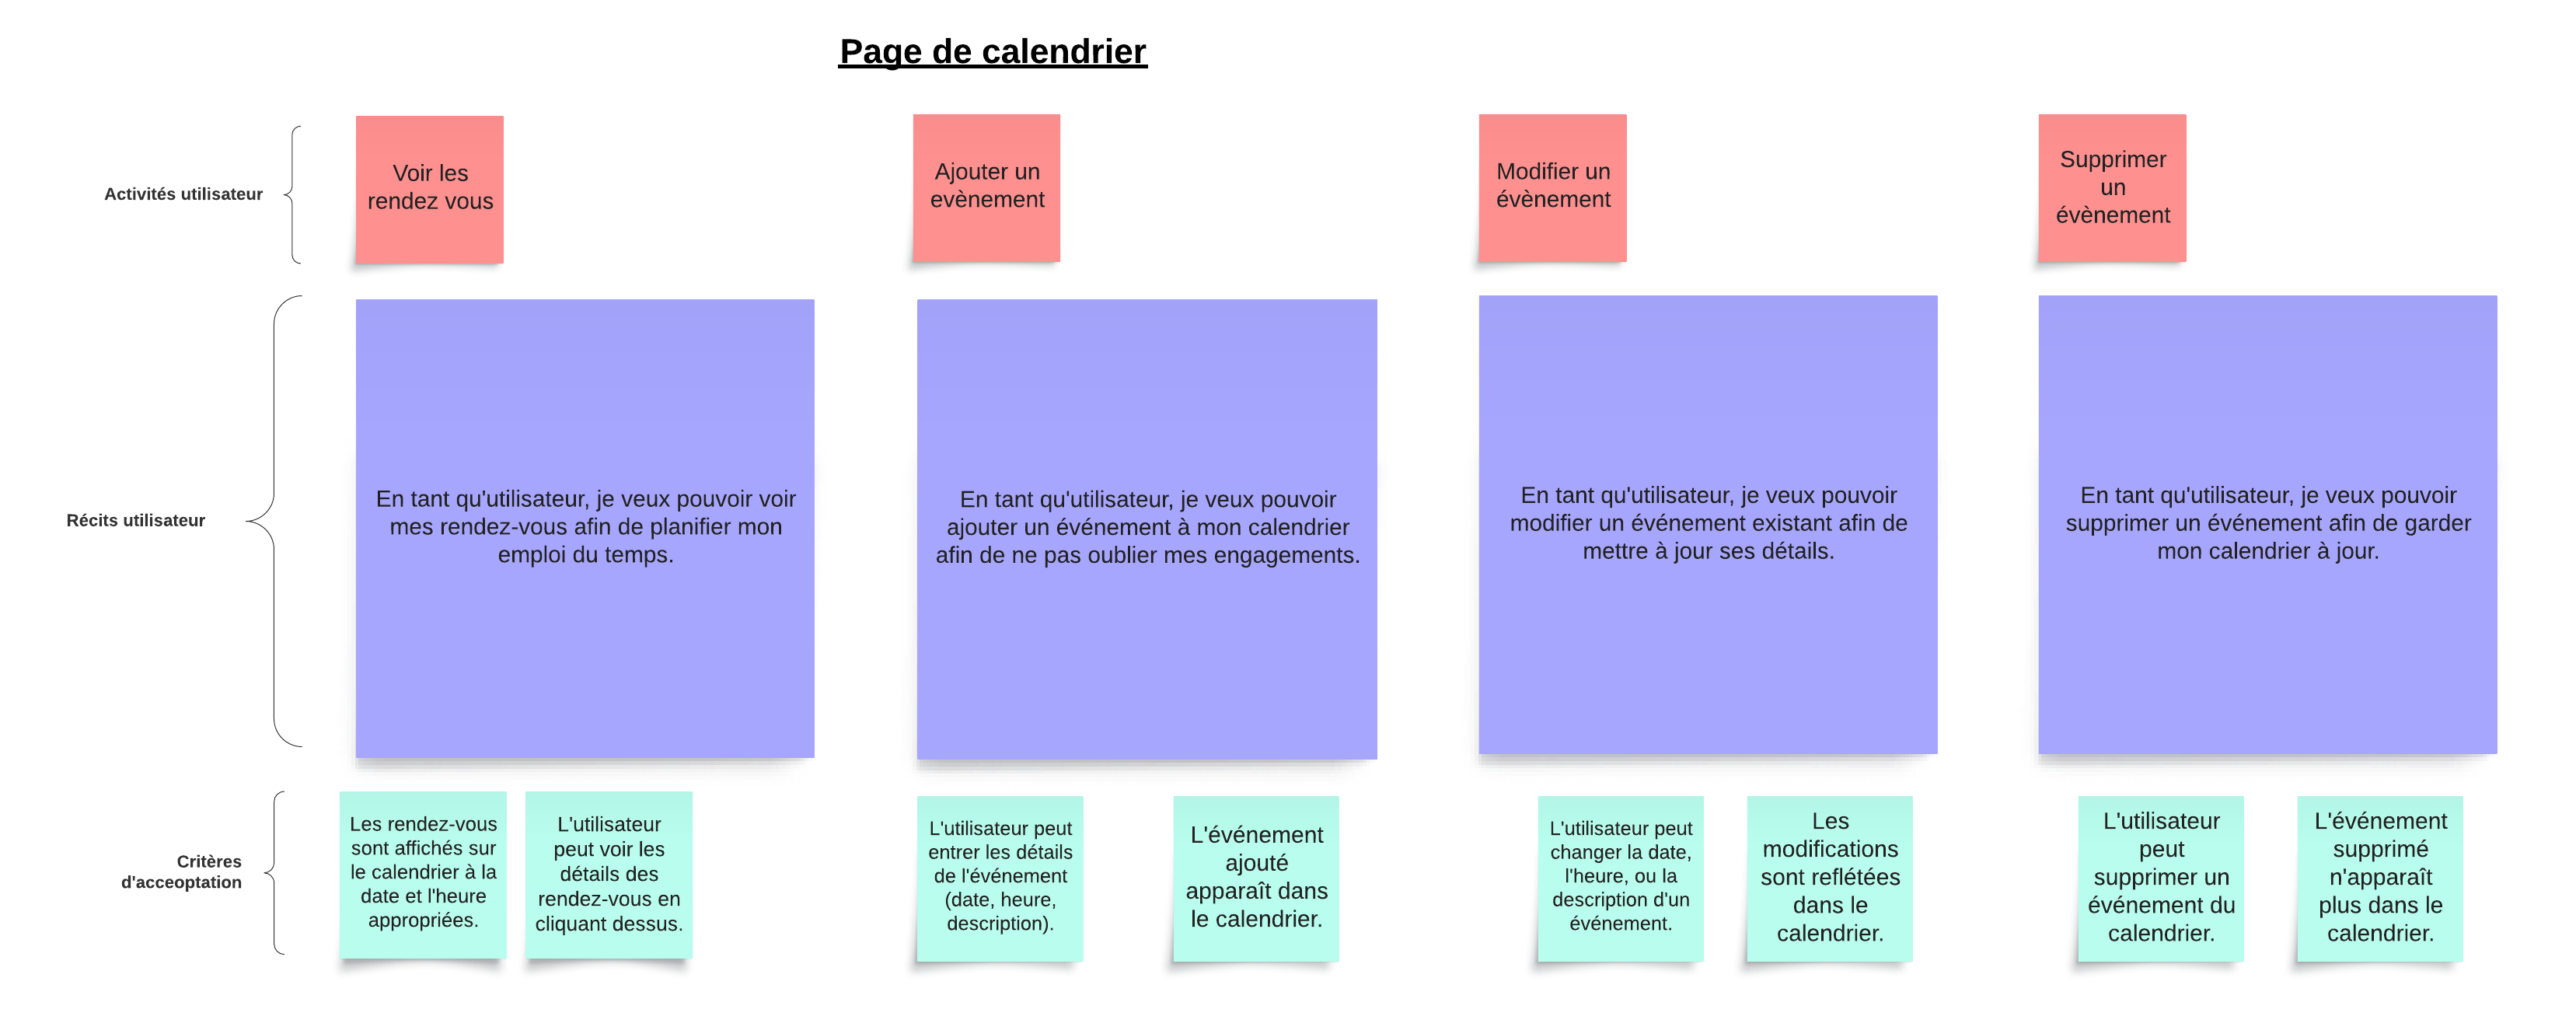 Page de calendrier
Activités utilisateur
Voir les
rendez vous
Ajouter un
evènement
Modifier un
évènement
Supprimer
un
évènement
Récits utilisateur
En tant qu'utilisateur, je veux pouvoir voir
mes rendez-vous afin de planifier mon
emploi du temps.
En tant qu'utilisateur, je veux pouvoir
ajouter un événement à mon calendrier
afin de ne pas oublier mes engagements.
En tant qu'utilisateur, je veux pouvoir
modifier un événement existant afin de
mettre à jour ses détails.
En tant qu'utilisateur, je veux pouvoir
supprimer un événement afin de garder
mon calendrier à jour.
Critères
d'acceoptation
Les rendez-vous
sont affichés sur
le calendrier à la
date et l'heure
appropriées.
L'utilisateur
peut voir les
détails des
rendez-vous en
cliquant dessus.
L'utilisateur peut
entrer les détails
de l'événement
(date, heure,
description).
L'événement
ajouté
apparaît dans
le calendrier.
L'utilisateur peut
changer la date,
l'heure, ou la
description d'un
événement.
Les
modifications
sont reflétées
dans le
calendrier.
L'utilisateur
peut
supprimer un
événement du
calendrier.
L'événement
supprimé
n'apparaît
plus dans le
calendrier.